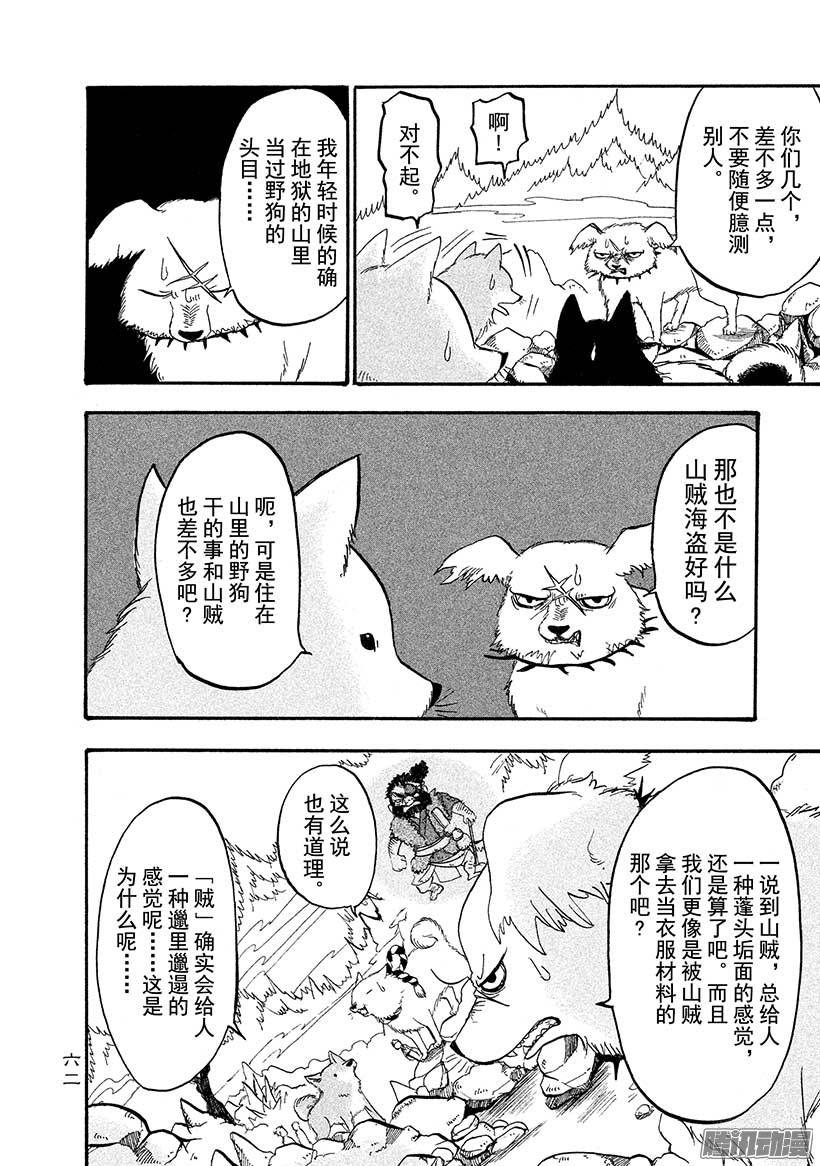 你们几个，
差不多一点，
不要随便臆测
别人。
啊！
对不起。
我年轻时候的确
在地狱的山里
当过野狗的
头目……
那也不是什么
山贼海盗好吗？
呃，可是住在
山里的野狗
干的事和山贼
也差不多吧？
一说到山贼，总给人
一种蓬头垢面的感觉，
还是算了吧。而且
我们更像是被山贼
拿去当衣服材料的
那个吧？
这么说
也有道理。
「贼」确实会给人
一种邋里邋遢的
感觉呢……这是
为什么呢……
六二
腾讯动漫